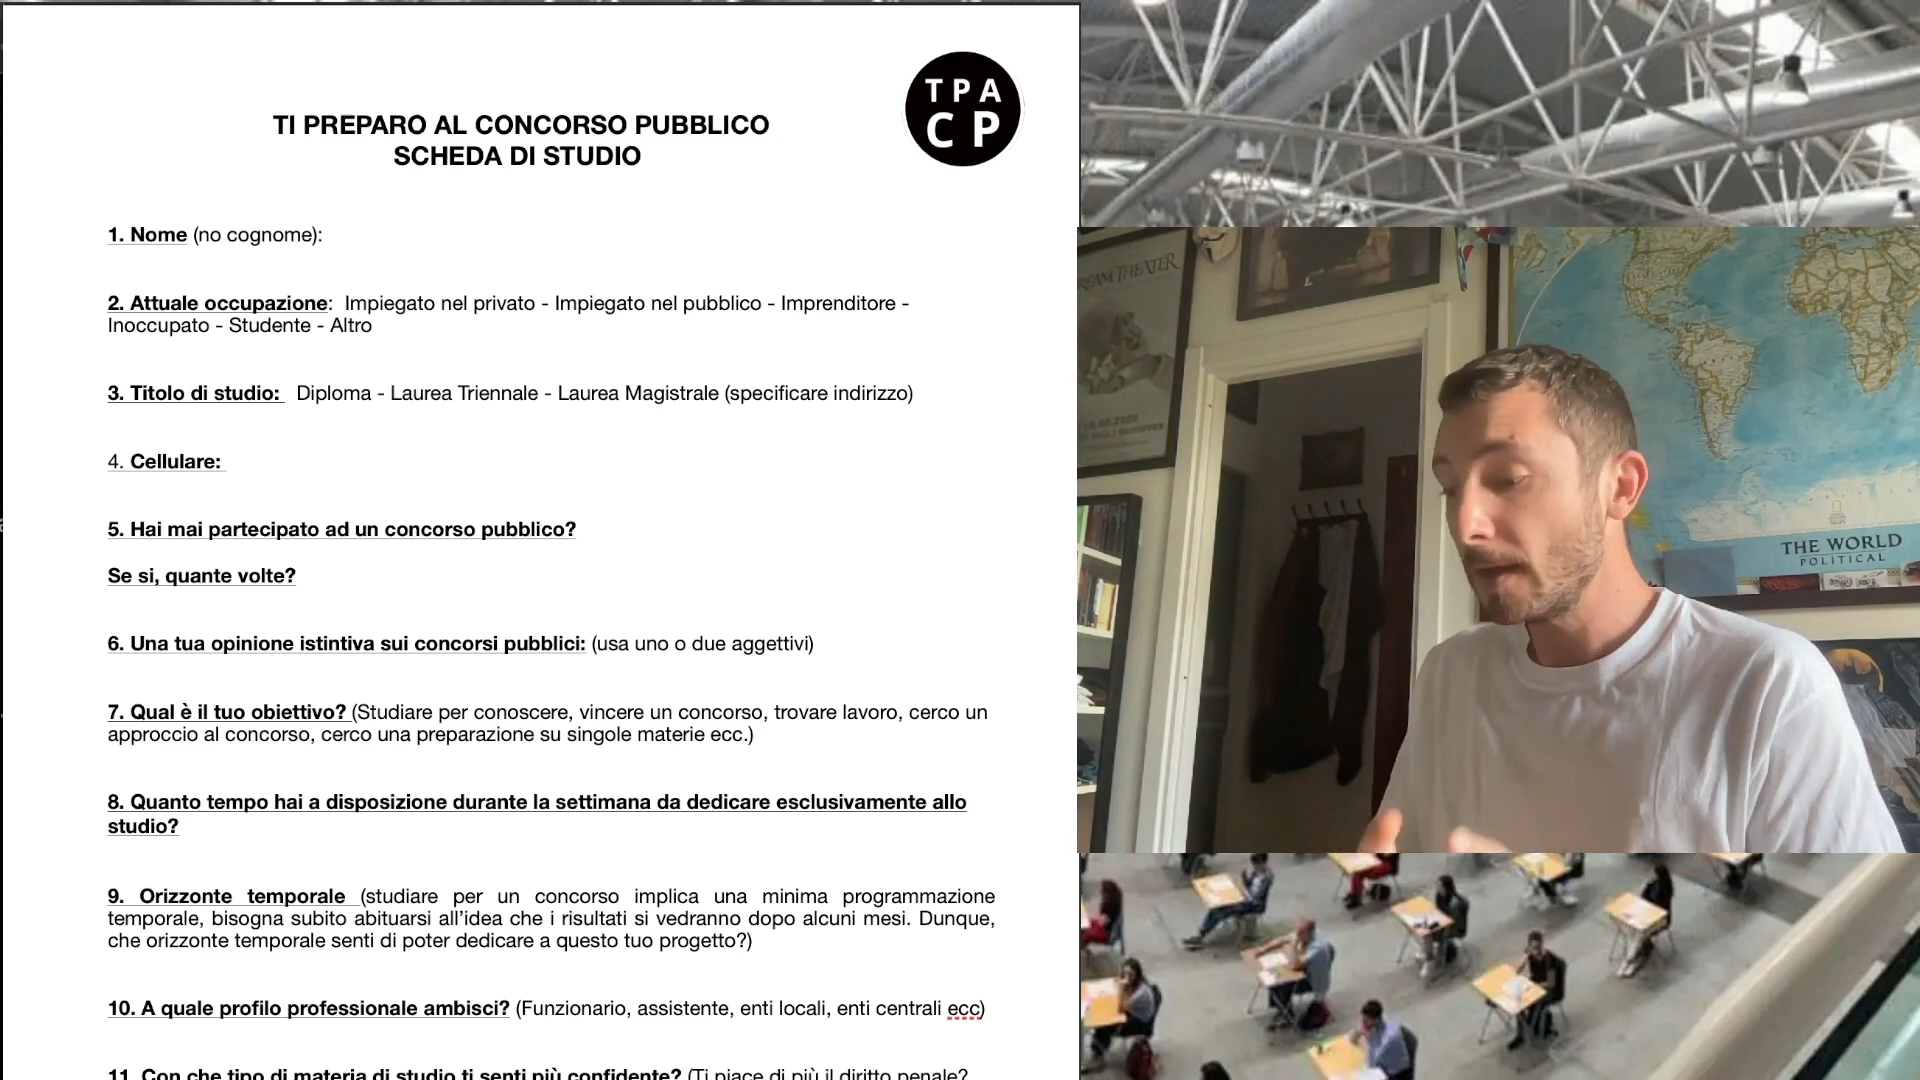 TPA
CP
TI PREPARO AL CONCORSO PUBBLICO
SCHEDA DI STUDIO
1. Nome (no cognome):
2. Attuale occupazione: Impiegato nel privato - Impiegato nel pubblico - Imprenditore -
Inoccupato - Studente - Altro
3. Titolo di studio: Diploma - Laurea Triennale - Laurea Magistrale (specificare indirizzo)
4. Cellulare:
5. Hai mai partecipato ad un concorso pubblico?
Se si, quante volte?
6. Una tua opinione istintiva sui concorsi pubblici: (usa uno o due aggettivi)
7. Qual è il tuo obiettivo? (Studiare per conoscere, vincere un concorso, trovare lavoro, cerco un
approccio al concorso, cerco una preparazione su singole materie ecc.)
8. Quanto tempo hai a disposizione durante la settimana da dedicare esclusivamente allo
studio?
9. Orizzonte temporale (studiare per un concorso implica una minima programmazione
temporale, bisogna subito abituarsi all’idea che i risultati si vedranno dopo alcuni mesi. Dunque,
che orizzonte temporale senti di poter dedicare a questo tuo progetto?)
10. A quale profilo professionale ambisci? (Funzionario, assistente, enti locali, enti centrali ecc)
11. Con che tipo di materia di studio ti senti più confidente? (Ti piace di più il diritto penale?
THEATER
THE WORLD
POLITICAL